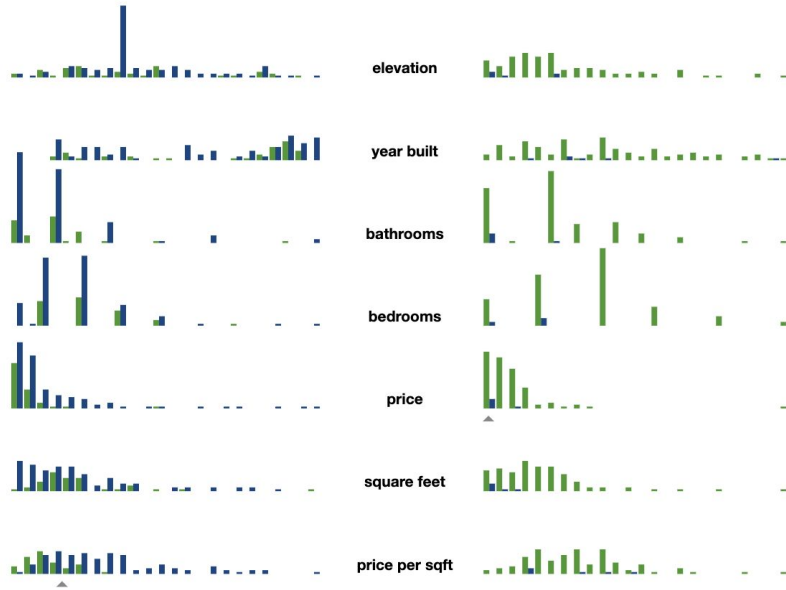 elevation
year built
bathrooms
bedrooms
price
square feet
price per sqft